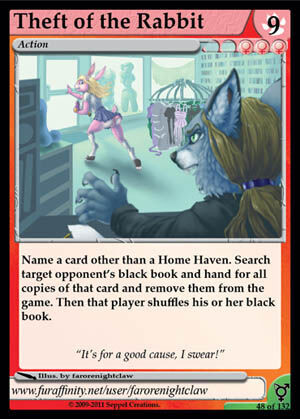 Theft of the Rabbit
9
Action
Name a card other than a Home Haven. Search
target opponent's black book and hand for all
copies of that card and remove them from the
game. Then that player shuffles his or her black
book.
"It's for a good cause, I swear!"
Illus. by farorenightclaw
www.furaffinity.net/user/farorenightclaw
© 2009-2011 Seppel Creations.
48 of 132